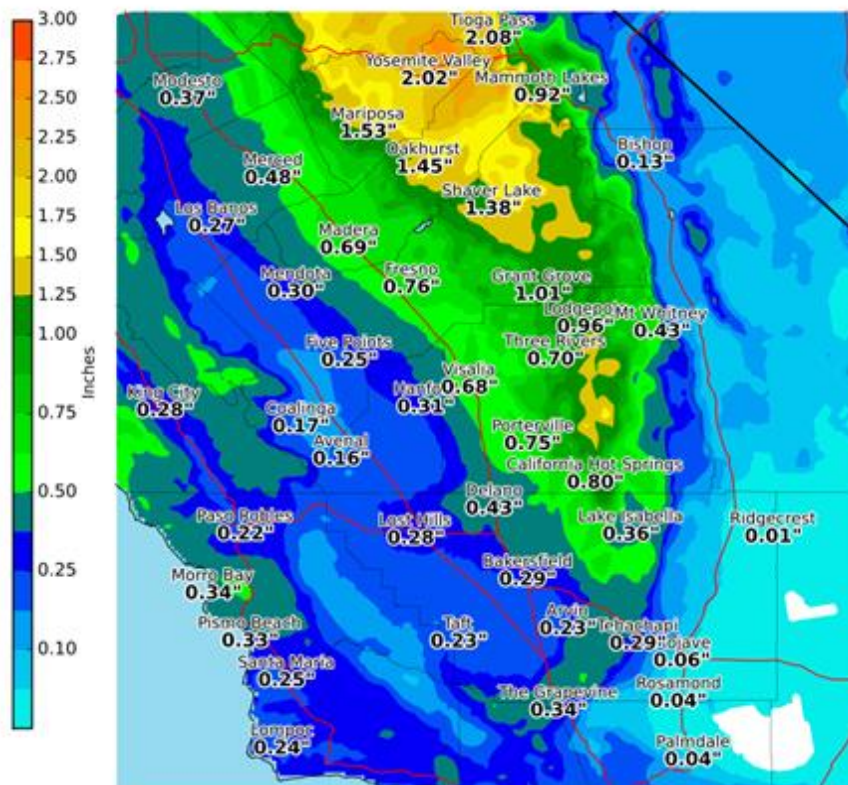 3.00
2.75
2.50
2.25
2.00
1.75
1.50
1.25
1.00
0.75
0.50
0.25
0.10
Inches
Tioga Pass
2.08"
Yosemite Valley
2.02"
Mammoth Lakes
0.92"
Modesto
0.37"
Mariposa
1.53"
Oakhurst
1.45"
Bishop
0.13"
Merced
0.48"
Shaver Lake
1.38"
Los Banos
0.27"
Madera
0.69"
Mendota
0.30"
Fresno
0.76"
Grant Grove
1.01"
Lodgepo
0.96"
Mt Whitney
0.43"
Five Points
0.25"
Three Rivers
0.70"
Visalia
0.68"
Hanfo
0.31"
King City
0.28"
Coalinga
0.17"
Avenal
0.16"
Porterville
0.75"
California Hot Springs
0.80"
Delano
0.43"
Paso Robles
0.22"
Lost Hills
0.28"
Lake Isabella
0.36"
Ridgecrest
0.01"
Bakersfield
0.29"
Morro Bay
0.34"
Pismo Beach
0.33"
Taft
0.23"
Arvin
0.23"
Tehachapi
0.29"
ojave
0.06"
Santa Maria
0.25"
The Grapevine
0.34"
Rosamond
0.04"
Lompoc
0.24"
Palmdale
0.04"